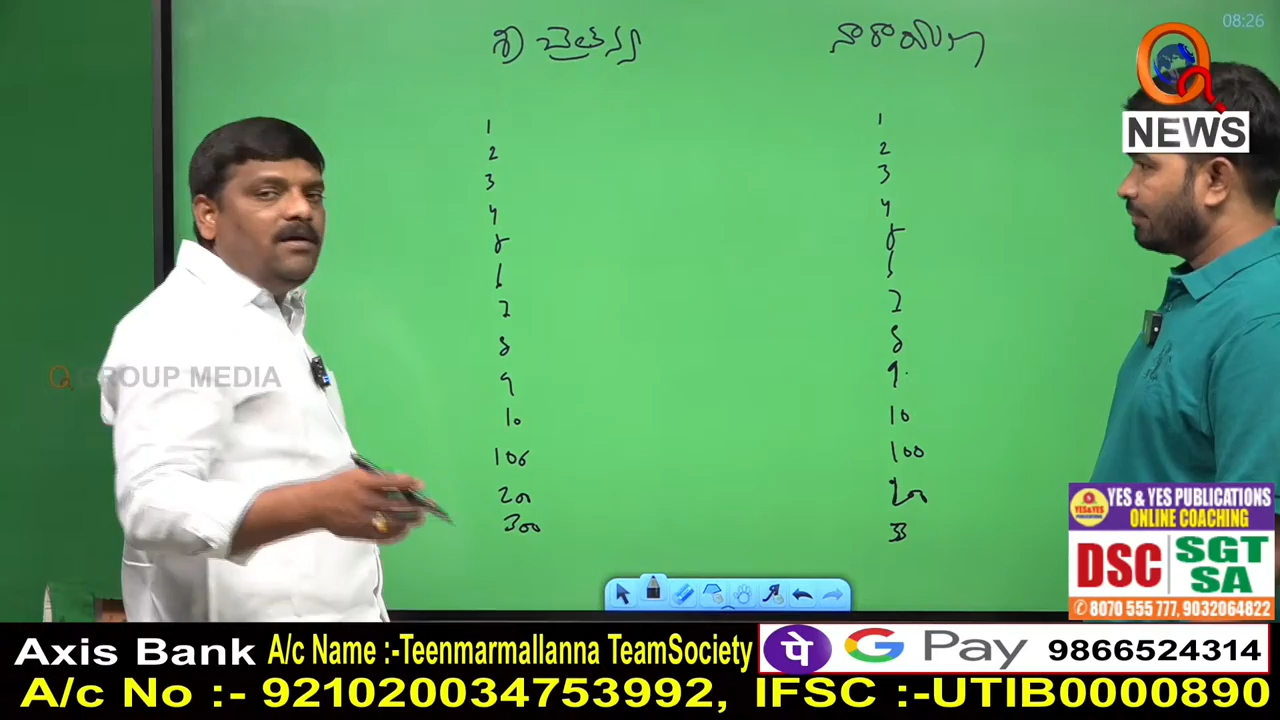 08:26
శ్రీ చైతన్య
నారాయణ
Q
NEWS
1
2
3
4
5
6
7
8
9
10
100
200
300
1
2
3
4
5
6
7
8
9
10
100
200
Q GROUP MEDIA
YES & YES PUBLICATIONS
ONLINE COACHING
DSC SGT
SA
8070 555 777, 9032064822
Axis Bank A/c Name :-Teenmarmallanna TeamSociety
पे G Pay 9866524314
A/c No :- 921020034753992, IFSC :-UTIB0000890